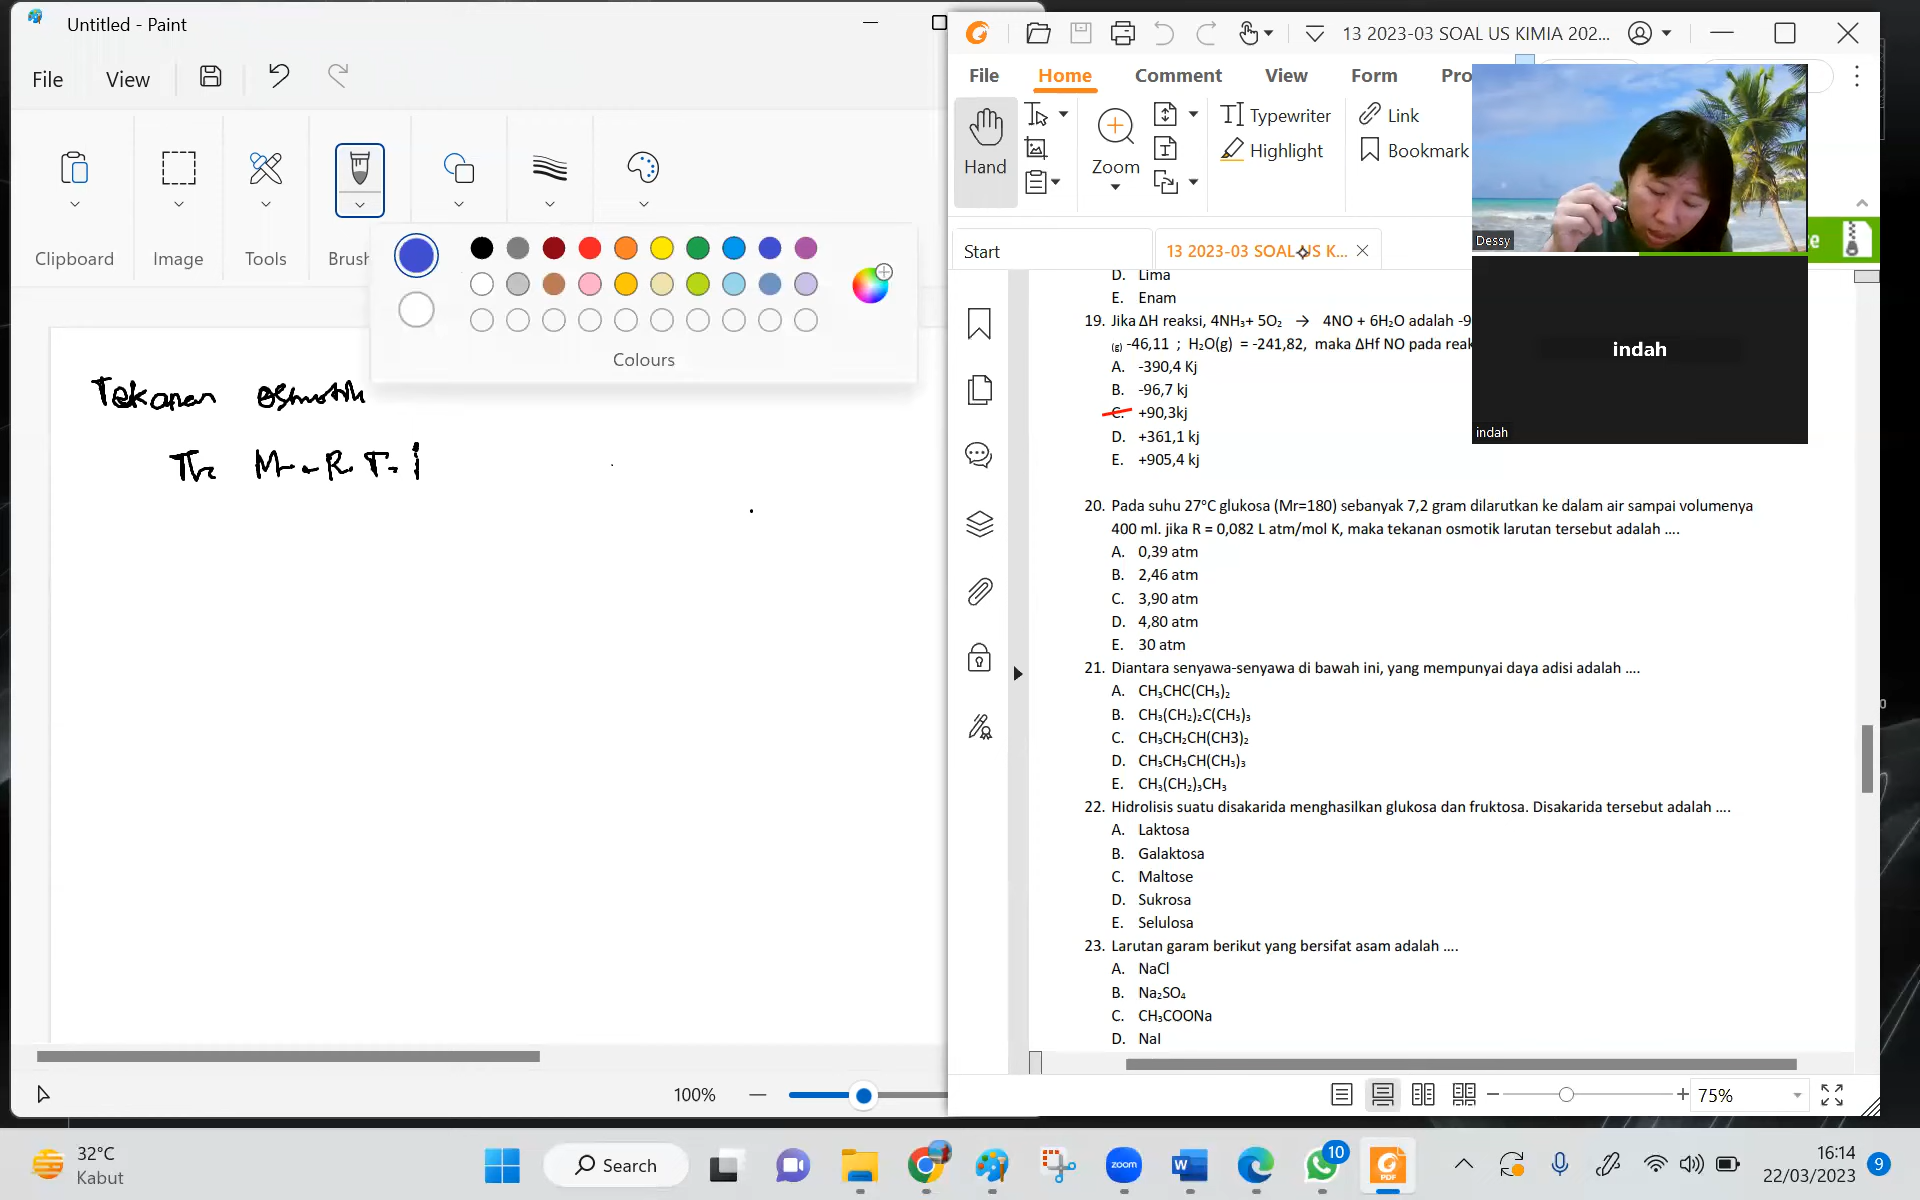 Untitled - Paint
File
View
Clipboard
Image
Tools
Colours
Tekanan osmotik
π = M . R . T . i
100%
13 2023-03 SOAL US KIMIA 202...
File
Home
Comment
View
Form
Hand
Zoom
Typewriter
Highlight
Link
Bookmark
Start
13 2023-03 SOAL US K...
Dessy
indah
indah
D. Lima
E. Enam
19. Jika ΔH reaksi, 4NH₃+ 5O₂ → 4NO + 6H₂O adalah -9
(g) -46,11 ; H₂O(g) = -241,82, maka ΔHf NO pada reak
A. -390,4 Kj
B. -96,7 kj
C. +90,3kj
D. +361,1 kj
E. +905,4 kj
20. Pada suhu 27°C glukosa (Mr=180) sebanyak 7,2 gram dilarutkan ke dalam air sampai volumenya
400 ml. jika R = 0,082 L atm/mol K, maka tekanan osmotik larutan tersebut adalah ....
A. 0,39 atm
B. 2,46 atm
C. 3,90 atm
D. 4,80 atm
E. 30 atm
21. Diantara senyawa-senyawa di bawah ini, yang mempunyai daya adisi adalah ....
A. CH₃CHC(CH₃)₂
B. CH₃(CH₂)₂C(CH₃)₃
C. CH₃CH₂CH(CH3)₂
D. CH₃CH₃CH(CH₃)₃
E. CH₃(CH₂)₃CH₃
22. Hidrolisis suatu disakarida menghasilkan glukosa dan fruktosa. Disakarida tersebut adalah ....
A. Laktosa
B. Galaktosa
C. Maltose
D. Sukrosa
E. Selulosa
23. Larutan garam berikut yang bersifat asam adalah ....
A. NaCl
B. Na₂SO₄
C. CH₃COONa
D. NaI
75%
32°C
Kabut
Search
zoom
10
16:14
22/03/2023
9